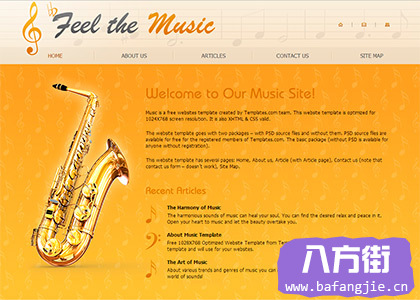 Feel the Music
HOME ABOUT US ARTICLES CONTACT US SITE MAP
Welcome to Our Music Site!
Music is a free websites template created by Templates.com team. This website template is optimized for
1024X768 screen resolution. It is also XHTML & CSS valid.
This website template goes with two packages – with PSD source files and without them. PSD source files are
available for free for the registered members of Templates.com. The basic package (without PSD is available for
anyone without registration).
This website template has several pages: Home, About us, Article (with Article page), Contact us (note that
contact us form – doesn't work), Site Map.
Recent Articles
The Harmony of Music
The harmonious sounds of music can heal your soul. You can find the desired relax and peace in it.
Open your heart to music and let the beauty overtake you.
About Music Template
Free 1028X768 Optimized Website Template from Tem
template and will use for your websites.
The Art of Music
About various trends and genres of music you can
world of sounds!
八方街
www.bafangjie.cn